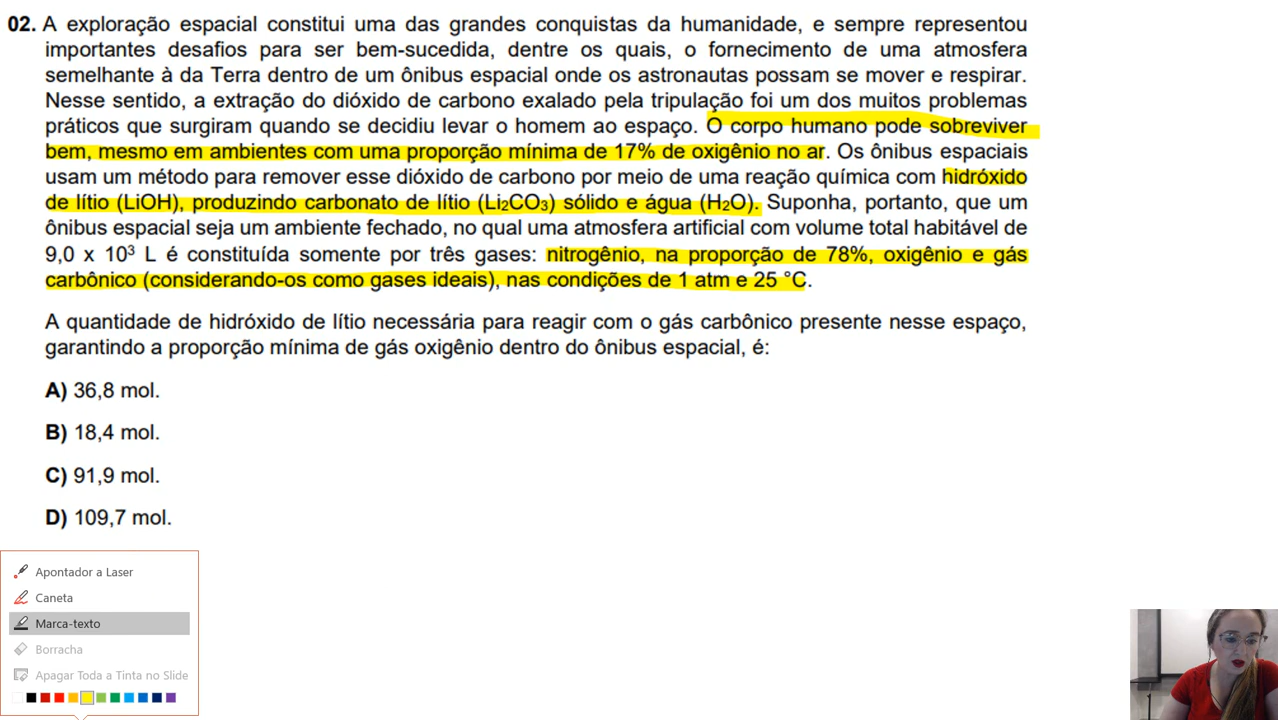 02. A exploração espacial constitui uma das grandes conquistas da humanidade, e sempre representou
importantes desafios para ser bem-sucedida, dentre os quais, o fornecimento de uma atmosfera
semelhante à da Terra dentro de um ônibus espacial onde os astronautas possam se mover e respirar.
Nesse sentido, a extração do dióxido de carbono exalado pela tripulação foi um dos muitos problemas
práticos que surgiram quando se decidiu levar o homem ao espaço. O corpo humano pode sobreviver
bem, mesmo em ambientes com uma proporção mínima de 17% de oxigênio no ar. Os ônibus espaciais
usam um método para remover esse dióxido de carbono por meio de uma reação química com hidróxido
de lítio (LiOH), produzindo carbonato de lítio (Li₂CO₃) sólido e água (H₂O). Suponha, portanto, que um
ônibus espacial seja um ambiente fechado, no qual uma atmosfera artificial com volume total habitável de
9,0 x 10³ L é constituída somente por três gases: nitrogênio, na proporção de 78%, oxigênio e gás
carbônico (considerando-os como gases ideais), nas condições de 1 atm e 25 °C.
A quantidade de hidróxido de lítio necessária para reagir com o gás carbônico presente nesse espaço,
garantindo a proporção mínima de gás oxigênio dentro do ônibus espacial, é:
A) 36,8 mol.
B) 18,4 mol.
C) 91,9 mol.
D) 109,7 mol.
Apontador a Laser
Caneta
Marca-texto
Borracha
Apagar Toda a Tinta no Slide